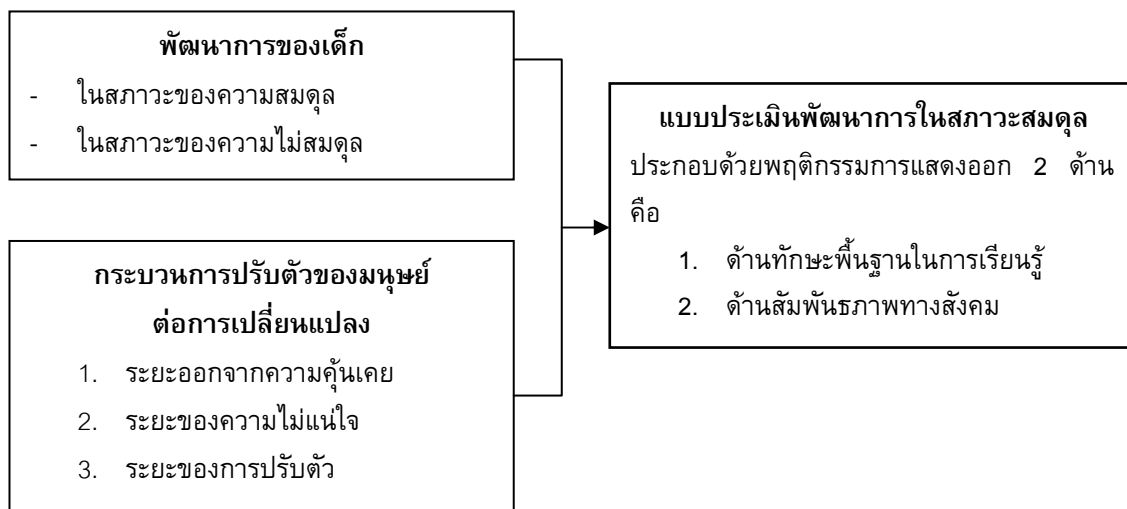 พัฒนาการของเด็ก
- ในสภาวะของความสมดุล
- ในสภาวะของความไม่สมดุล
กระบวนการปรับตัวของมนุษย์
ต่อการเปลี่ยนแปลง
1. ระยะออกจากความคุ้นเคย
2. ระยะของความไม่แน่ใจ
3. ระยะของการปรับตัว
แบบประเมินพัฒนาการในสภาวะสมดุล
ประกอบด้วยพฤติกรรมการแสดงออก 2 ด้าน
คือ
1. ด้านทักษะพื้นฐานในการเรียนรู้
2. ด้านสัมพันธภาพทางสังคม